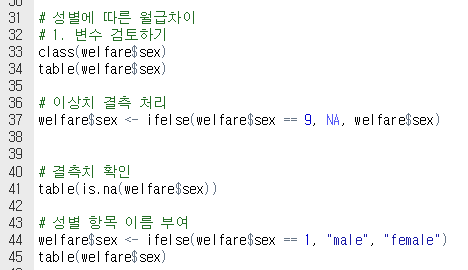 31 # 성별에 따른 월급차이
32 # 1. 변수 검토하기
33 class(welfare$sex)
34 table(welfare$sex)
35
36 # 이상치 결측 처리
37 welfare$sex <- ifelse(welfare$sex == 9, NA, welfare$sex)
38
39
40 # 결측치 확인
41 table(is.na(welfare$sex))
42
43 # 성별 항목 이름 부여
44 welfare$sex <- ifelse(welfare$sex == 1, "male", "female")
45 table(welfare$sex)